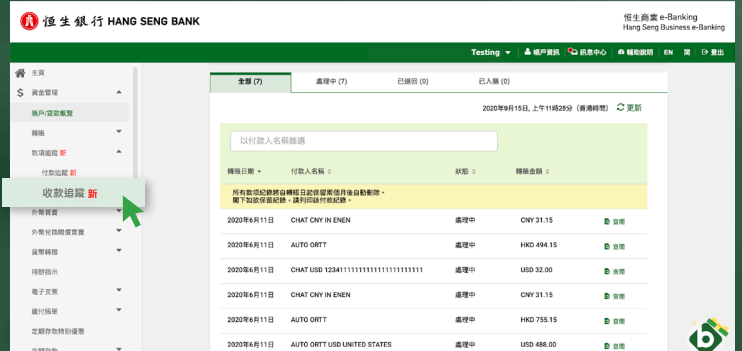 恒生銀行 HANG SENG BANK
恒生商業 e-Banking
Hang Seng Business e-Banking
Testing 帳戶資訊 訊息中心 輔助說明 EN 简 登出
主頁
資金管理
賬戶/貸款概覽
轉賬
款項追蹤 新
付款追蹤 新
收款追蹤 新
外幣買賣
外幣兌換限價買賣
貨幣轉換
待辦指示
電子支票
繳付賬單
定期存款特別優惠
定期存款
全部 (7) 處理中 (7) 已退回 (0) 已入賬 (0)
2020年9月15日, 上午11時28分（香港時間） 更新
以付款人名稱篩選
轉賬日期 付款人名稱 狀態 轉賬金額
所有款項紀錄將自轉賬日起保留兩個月後自動刪除。
閣下如欲保留紀錄，請列印該付款紀錄。
2020年6月11日 CHAT CNY IN ENEN 處理中 CNY 31.15 查閱
2020年6月11日 AUTO ORTT 處理中 HKD 494.15 查閱
2020年6月11日 CHAT USD 12341111111111111111111111 處理中 USD 32.00 查閱
2020年6月11日 CHAT CNY IN ENEN 處理中 CNY 31.15 查閱
2020年6月11日 AUTO ORTT 處理中 HKD 755.15 查閱
2020年6月11日 AUTO ORTT USD UNITED STATES 處理中 USD 488.00 查閱
b